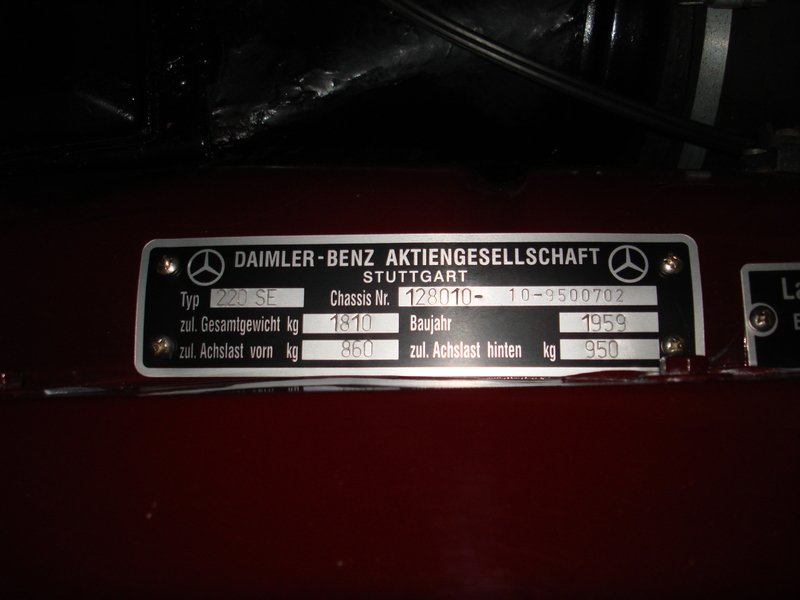 DAIMLER-BENZ AKTIENGESELLSCHAFT
STUTTGART
Typ 220 SE Chassis Nr. 128010- 10-9500702
zul. Gesamtgewicht kg 1810 Baujahr 1959
zul. Achslast vorn kg 860 zul. Achslast hinten kg 950
La